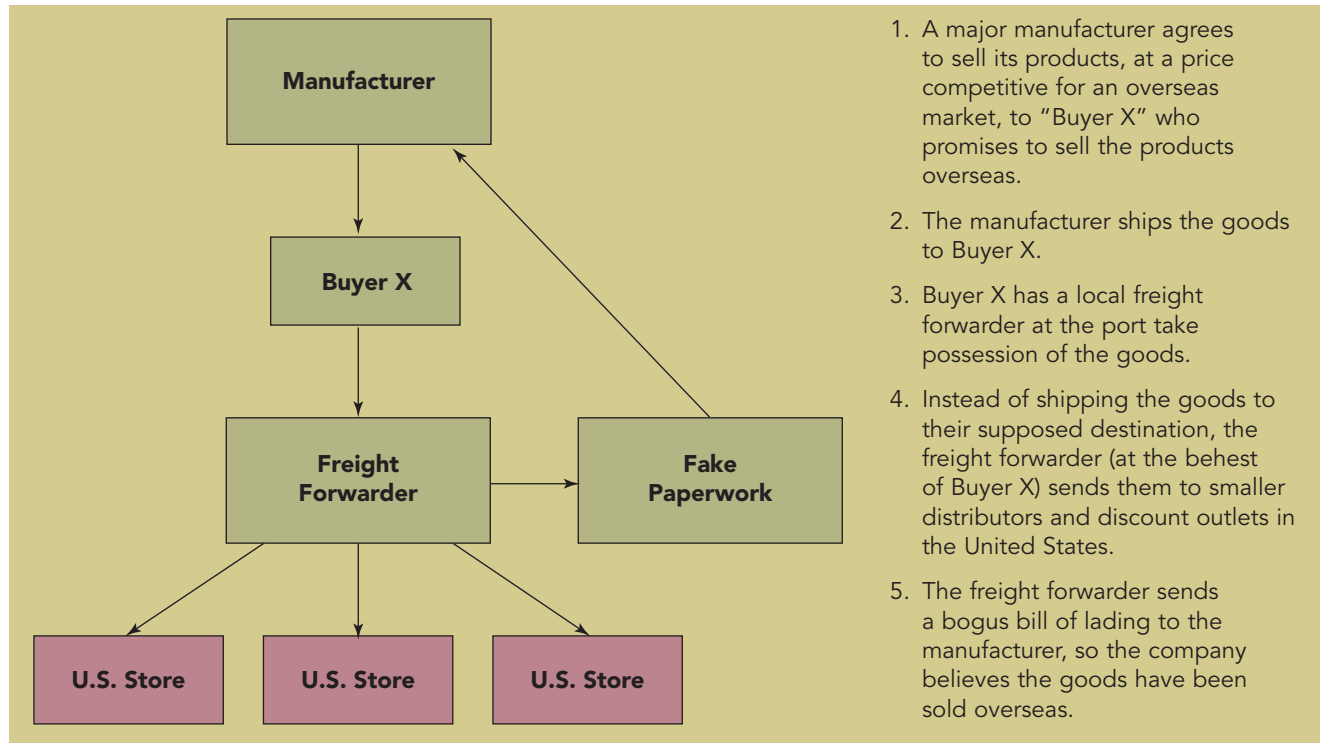 Manufacturer
Buyer X
Freight
Forwarder
Fake
Paperwork
U.S. Store
U.S. Store
U.S. Store
1. A major manufacturer agrees
to sell its products, at a price
competitive for an overseas
market, to “Buyer X” who
promises to sell the products
overseas.
2. The manufacturer ships the goods
to Buyer X.
3. Buyer X has a local freight
forwarder at the port take
possession of the goods.
4. Instead of shipping the goods to
their supposed destination, the
freight forwarder (at the behest
of Buyer X) sends them to smaller
distributors and discount outlets in
the United States.
5. The freight forwarder sends
a bogus bill of lading to the
manufacturer, so the company
believes the goods have been
sold overseas.